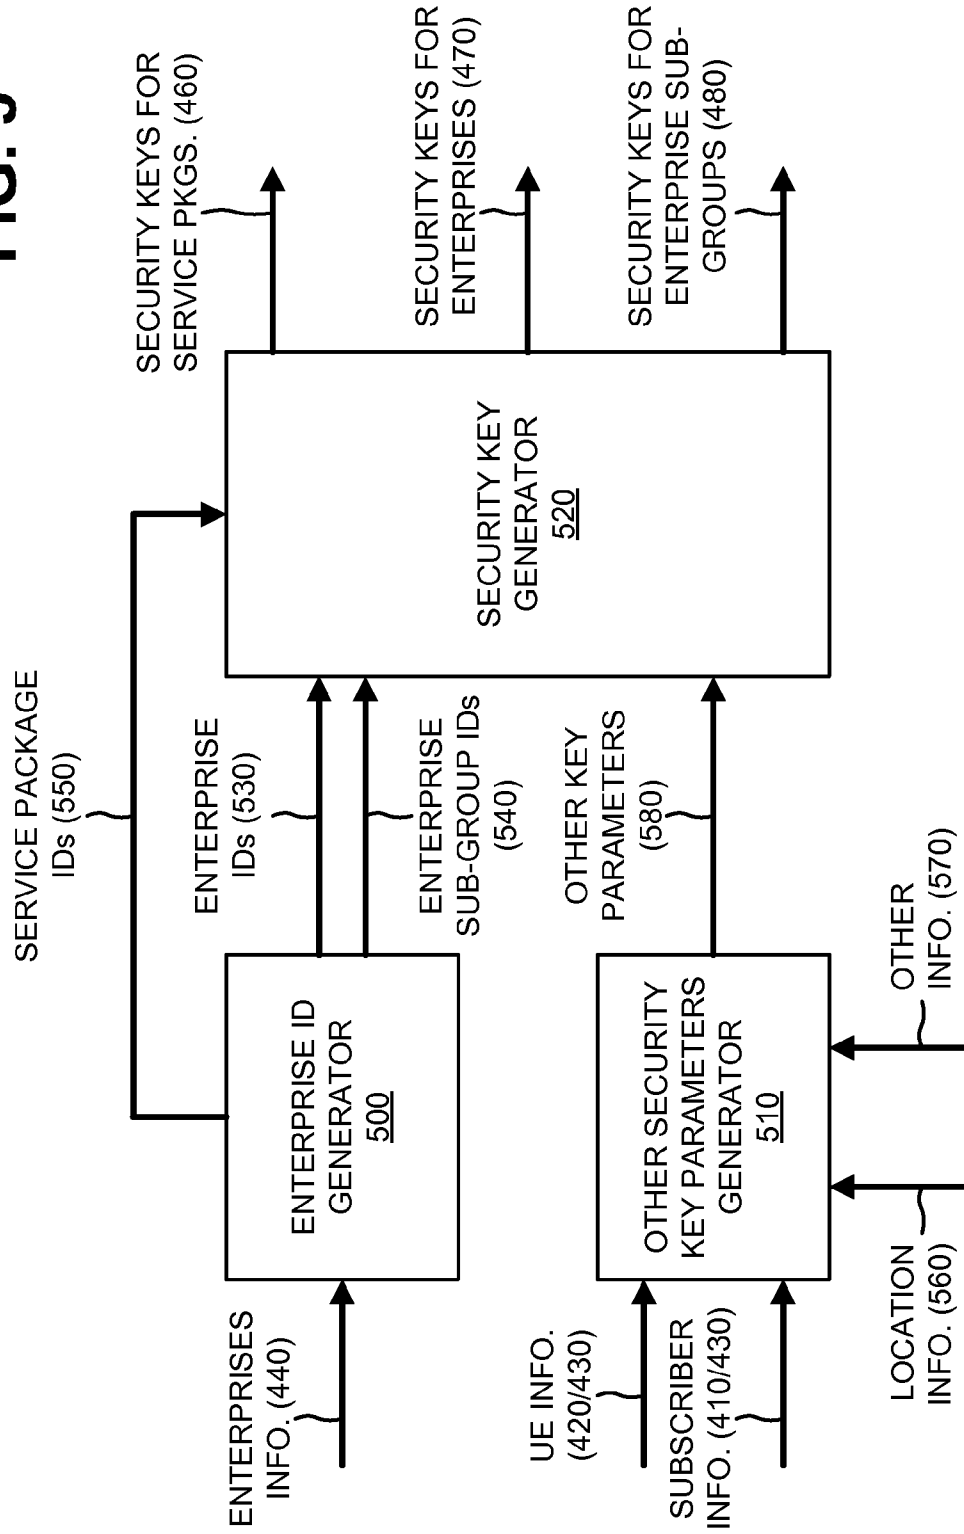 FIG.
SERVICE PACKAGE
IDs (550)
SECURITY KEYS FOR
SERVICE PKGS. (460)
ENTERPRISES
INFO. (440)
ENTERPRISE ID
GENERATOR
500
ENTERPRISE
IDs (530)
ENTERPRISE
SUB-GROUP IDs
(540)
SECURITY KEY
GENERATOR
520
SECURITY KEYS FOR
ENTERPRISES (470)
UE INFO.
(420/430)
SUBSCRIBER
INFO. (410/430)
OTHER SECURITY
KEY PARAMETERS
GENERATOR
510
OTHER KEY
PARAMETERS
(580)
SECURITY KEYS FOR
ENTERPRISE SUB-
GROUPS (480)
LOCATION
INFO. (560)
OTHER
INFO. (570)